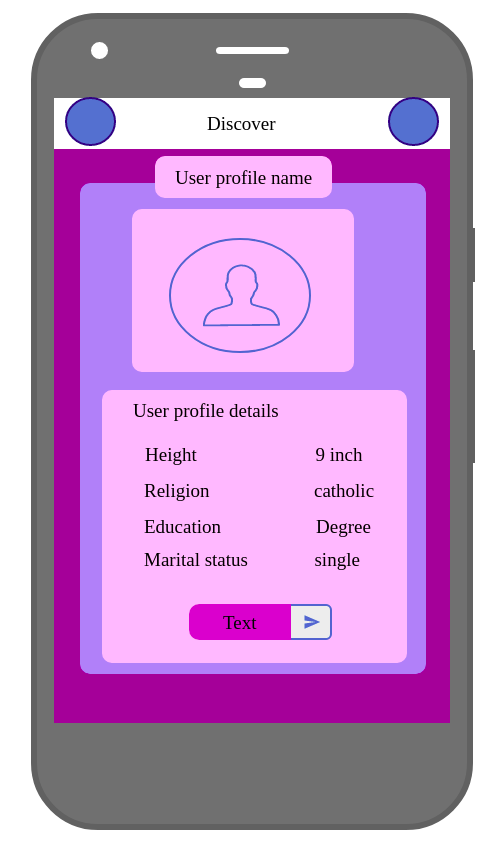 Discover
User profile name
User profile details
Height 9 inch
Religion catholic
Education Degree
Marital status single
Text